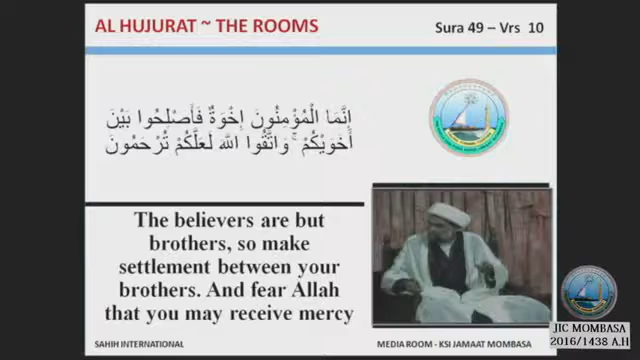 AL HUJURAT ~ THE ROOMS
Sura 49 – Vrs 10
إِنَّمَا الْمُؤْمِنُونَ إِخْوَةٌ فَأَصْلِحُوا بَيْنَ
أَخَوَيْكُمْ ۚ وَاتَّقُوا اللَّهَ لَعَلَّكُمْ تُرْحَمُونَ
The believers are but
brothers, so make
settlement between your
brothers. And fear Allah
that you may receive mercy
SAHIH INTERNATIONAL
MEDIA ROOM - KSI JAMAAT MOMBASA
JIC MOMBASA
2016/1438 A.H